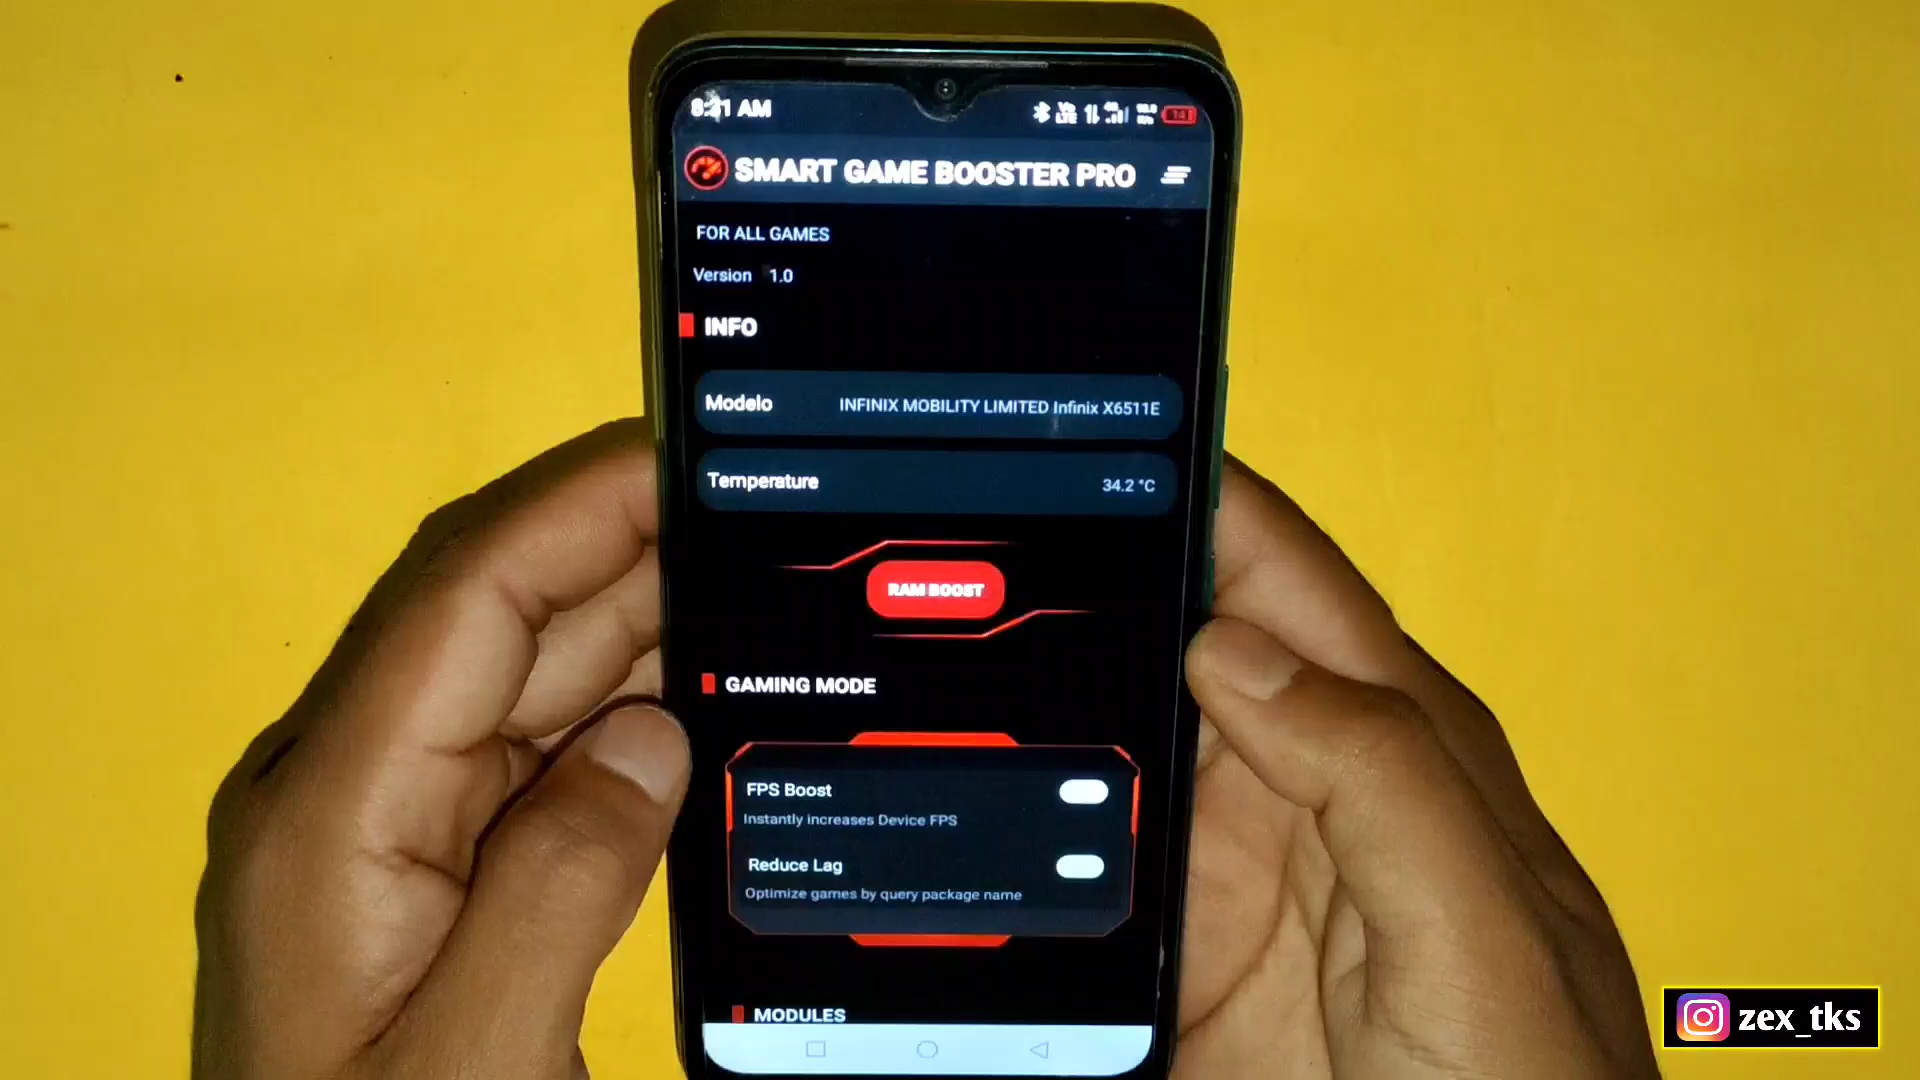 AM
SMART GAME BOOSTER PRO
FOR ALL GAMES
Version 1.0
INFO
Modelo INFINIX MOBILITY LIMITED Infinix X6511E
Temperature 34.2 °C
RAM BOOST
GAMING MODE
FPS Boost
Instantly increases Device FPS
Reduce Lag
Optimize games by query package name
MODULES
zex_tks